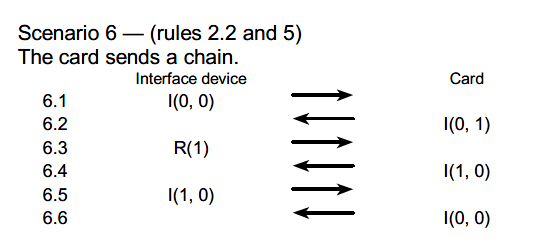 Scenario 6 — (rules 2.2 and 5)
The card sends a chain.
Interface device Card
6.1 I(0, 0)
6.2 I(0, 1)
6.3 R(1)
6.4 I(1, 0)
6.5 I(1, 0)
6.6 I(0, 0)